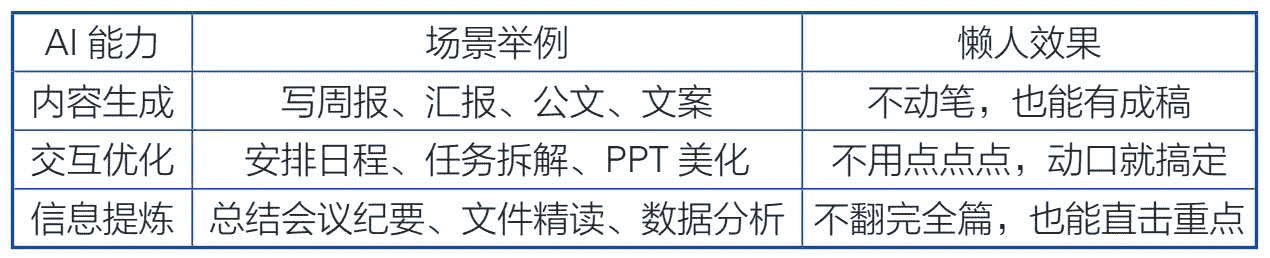 AI 能力 场景举例 懒人效果
内容生成 写周报、汇报、公文、文案 不动笔，也能有成稿
交互优化 安排日程、任务拆解、PPT 美化 不用点点点，动口就搞定
信息提炼 总结会议纪要、文件精读、数据分析 不翻完全篇，也能直击重点